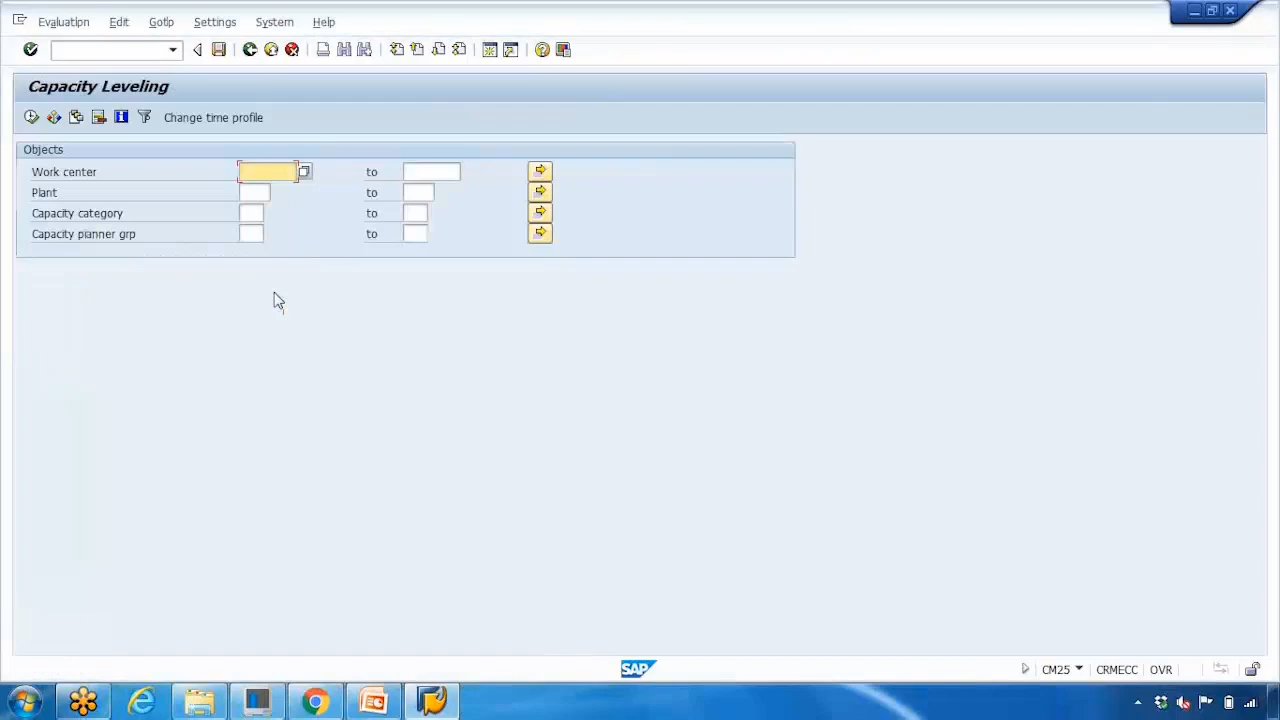 Evaluation Edit Goto Settings System Help
Capacity Leveling
Change time profile
Objects
Work center to
Plant to
Capacity category to
Capacity planner grp to
SAP
CM25 CRMECC OVR